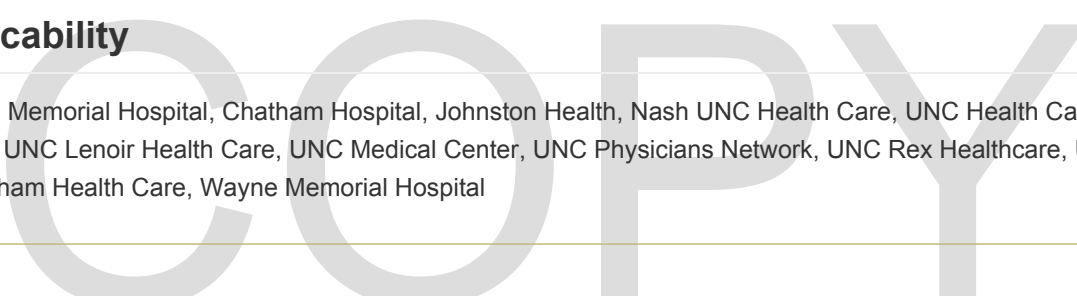 cability
Memorial Hospital, Chatham Hospital, Johnston Health, Nash UNC Health Care, UNC Health Ca
UNC Lenoir Health Care, UNC Medical Center, UNC Physicians Network, UNC Rex Healthcare,
ham Health Care, Wayne Memorial Hospital
COPY